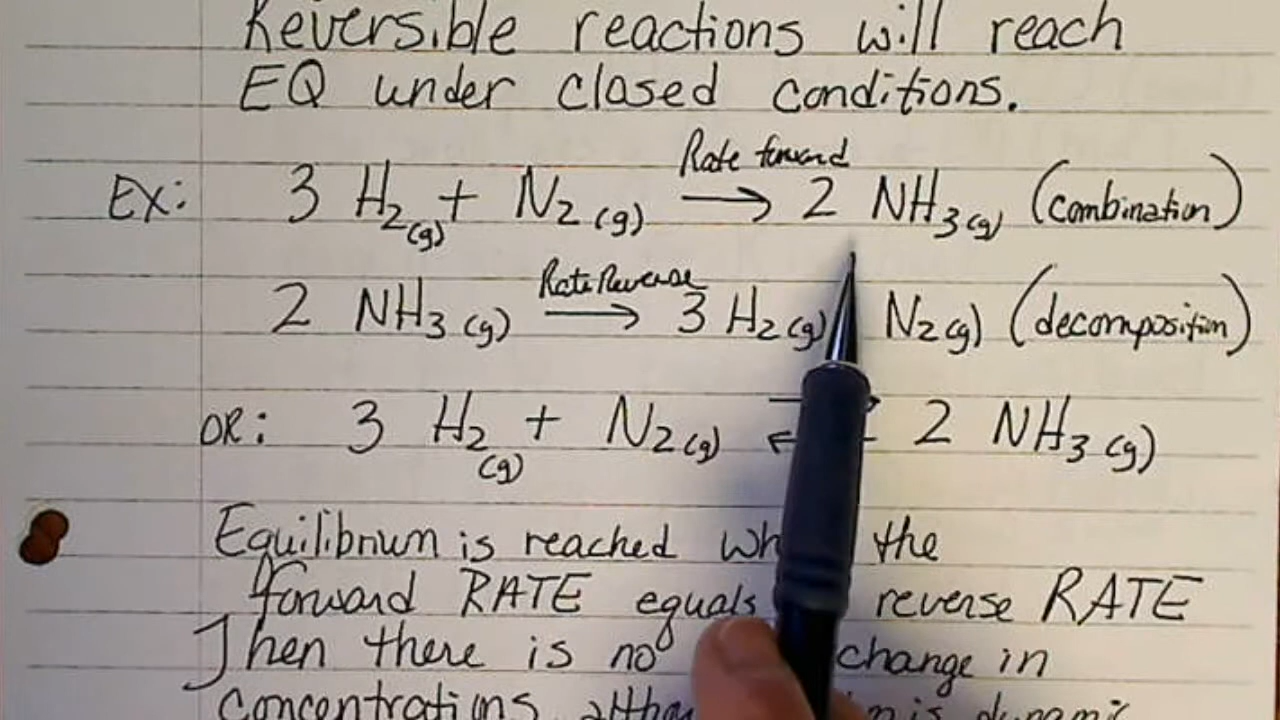 Reversible reactions will reach
EQ under closed conditions.
Rate forward
EX: 3 H₂(g) + N₂(g) → 2 NH₃(g) (combination)
Rate Reverse
2 NH₃(g) → 3 H₂(g) N₂(g) (decomposition)
OR: 3 H₂(g) + N₂(g) ⇄ 2 NH₃(g)
Equilibrium is reached the
forward RATE equals reverse RATE
Then there is no change in
concentrations is dynamic